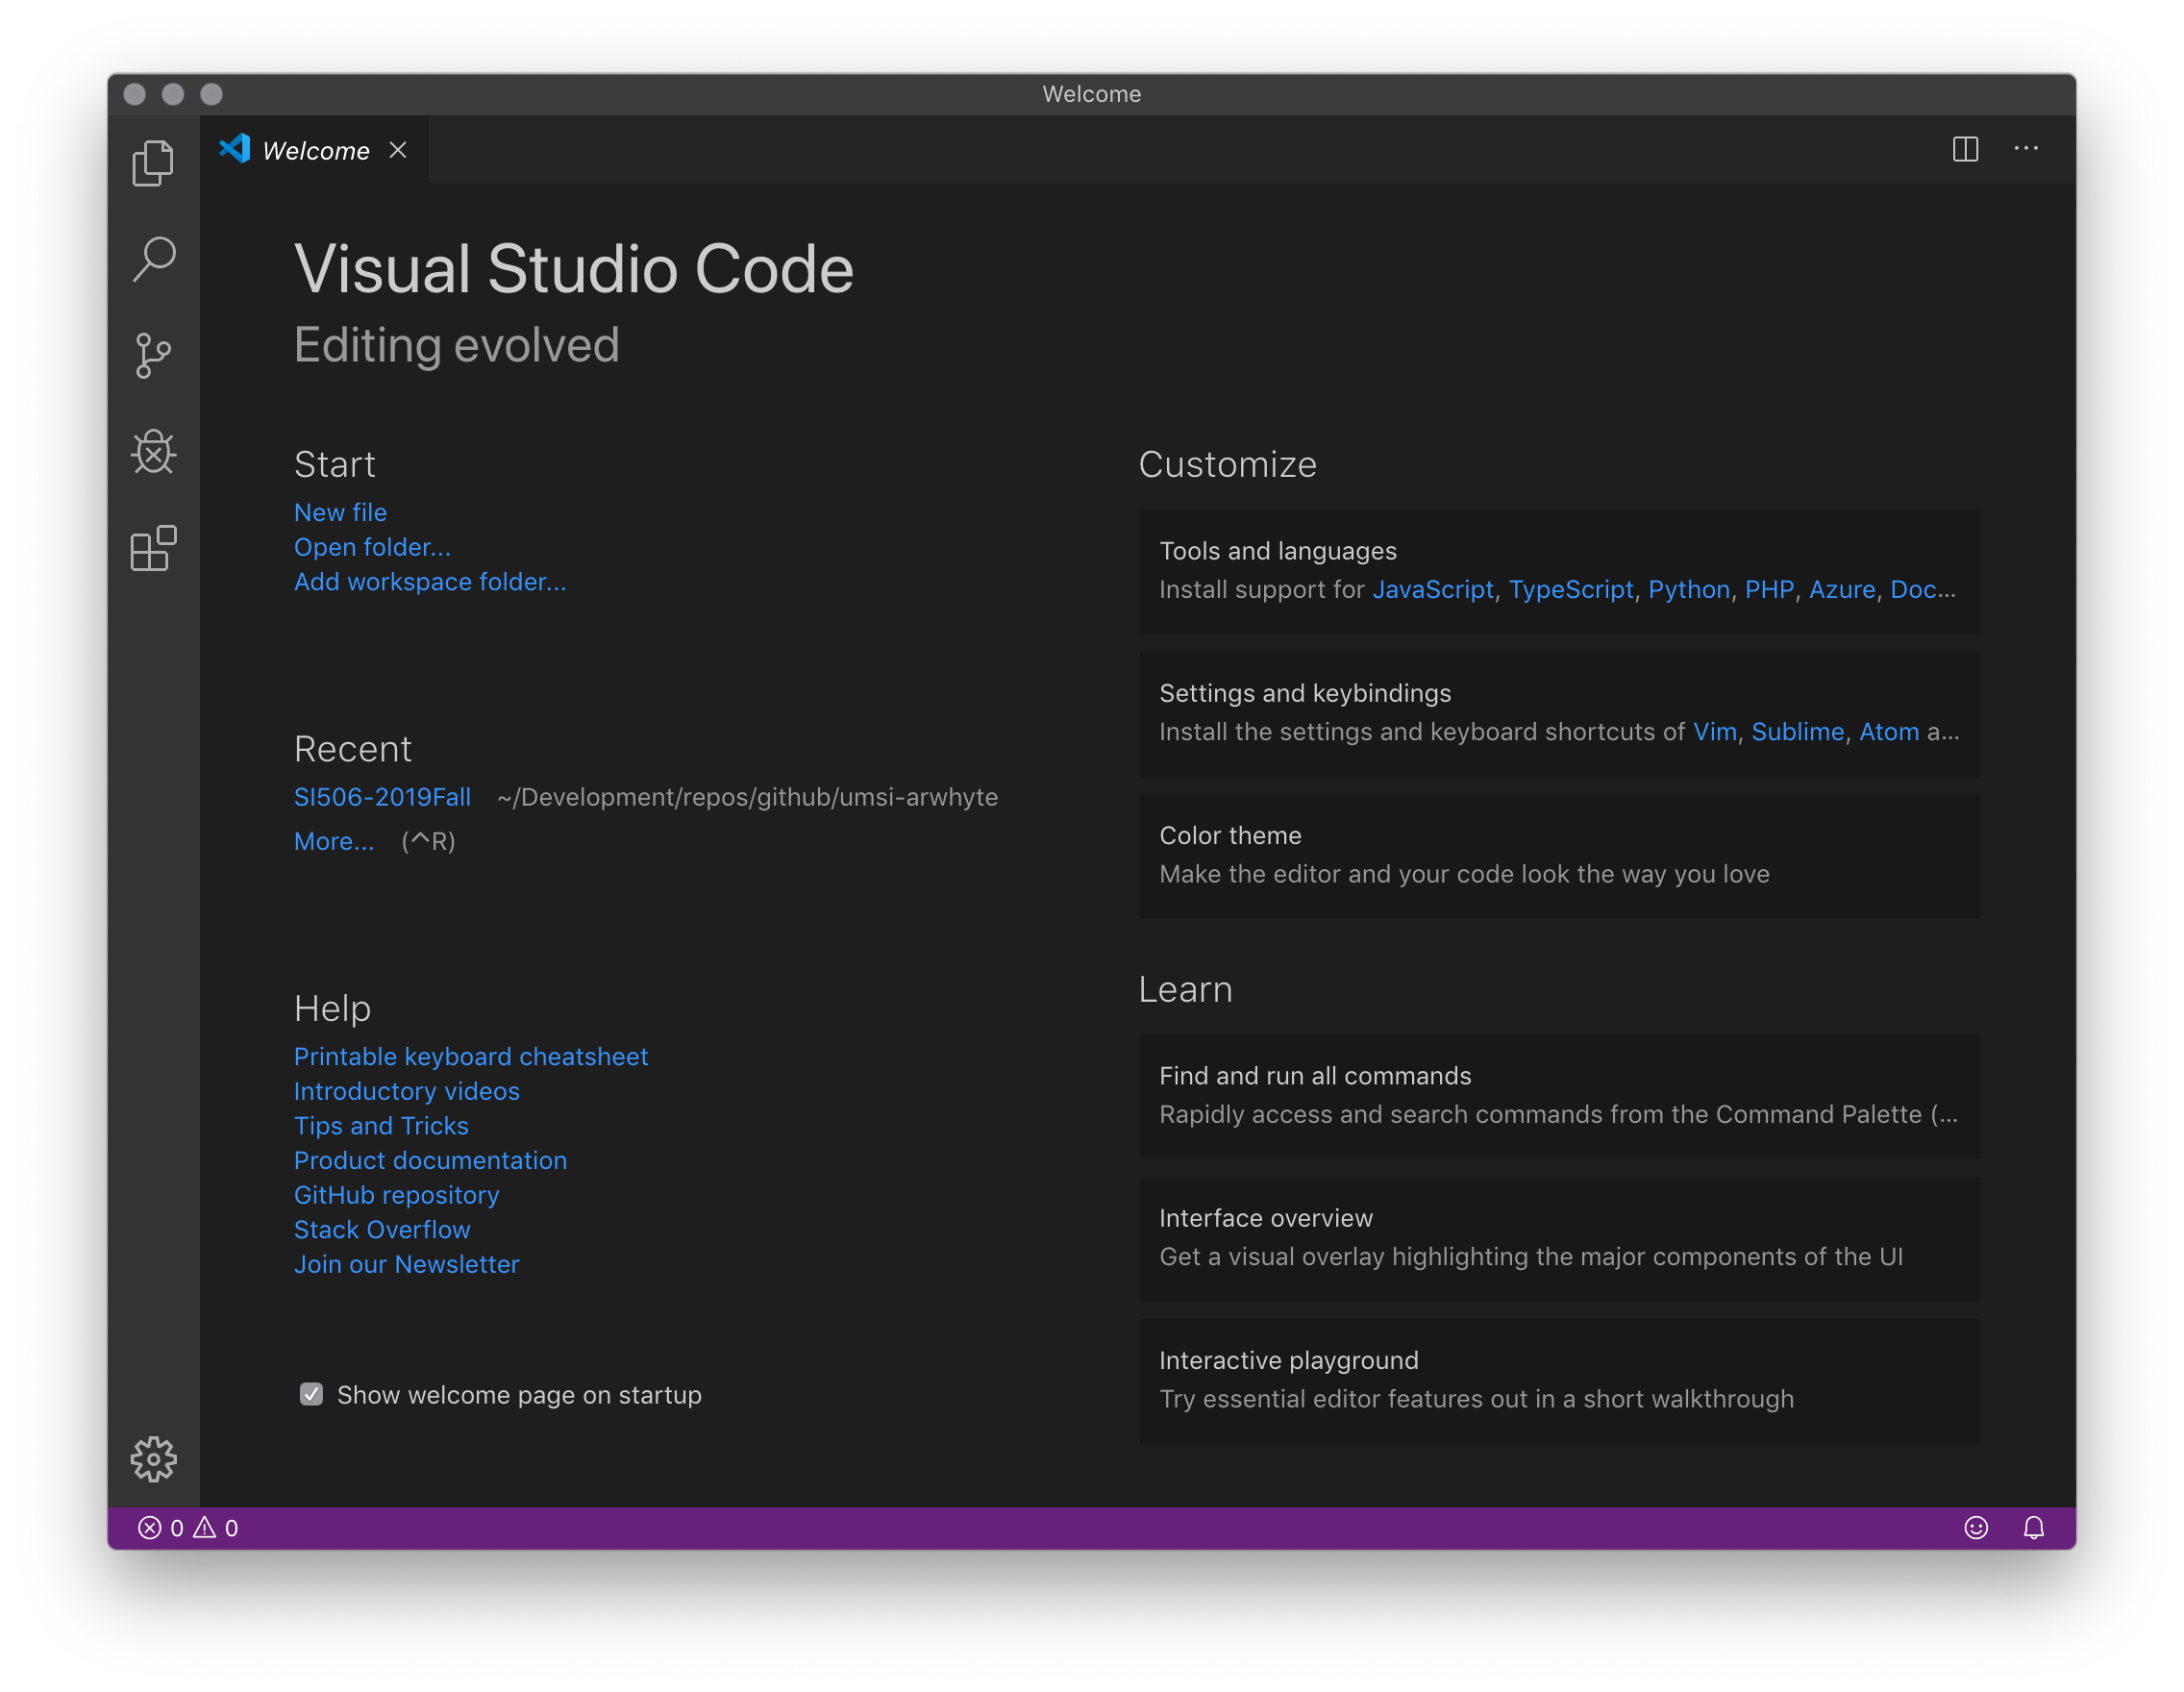 Welcome
Welcome
Visual Studio Code
Editing evolved
Start
New file
Open folder...
Add workspace folder...
Recent
SI506-2019Fall ~/Development/repos/github/umsi-arwhyte
More... (^R)
Help
Printable keyboard cheatsheet
Introductory videos
Tips and Tricks
Product documentation
GitHub repository
Stack Overflow
Join our Newsletter
Show welcome page on startup
Customize
Tools and languages
Install support for JavaScript, TypeScript, Python, PHP, Azure, Doc...
Settings and keybindings
Install the settings and keyboard shortcuts of Vim, Sublime, Atom a...
Color theme
Make the editor and your code look the way you love
Learn
Find and run all commands
Rapidly access and search commands from the Command Palette (...
Interface overview
Get a visual overlay highlighting the major components of the UI
Interactive playground
Try essential editor features out in a short walkthrough
0 0